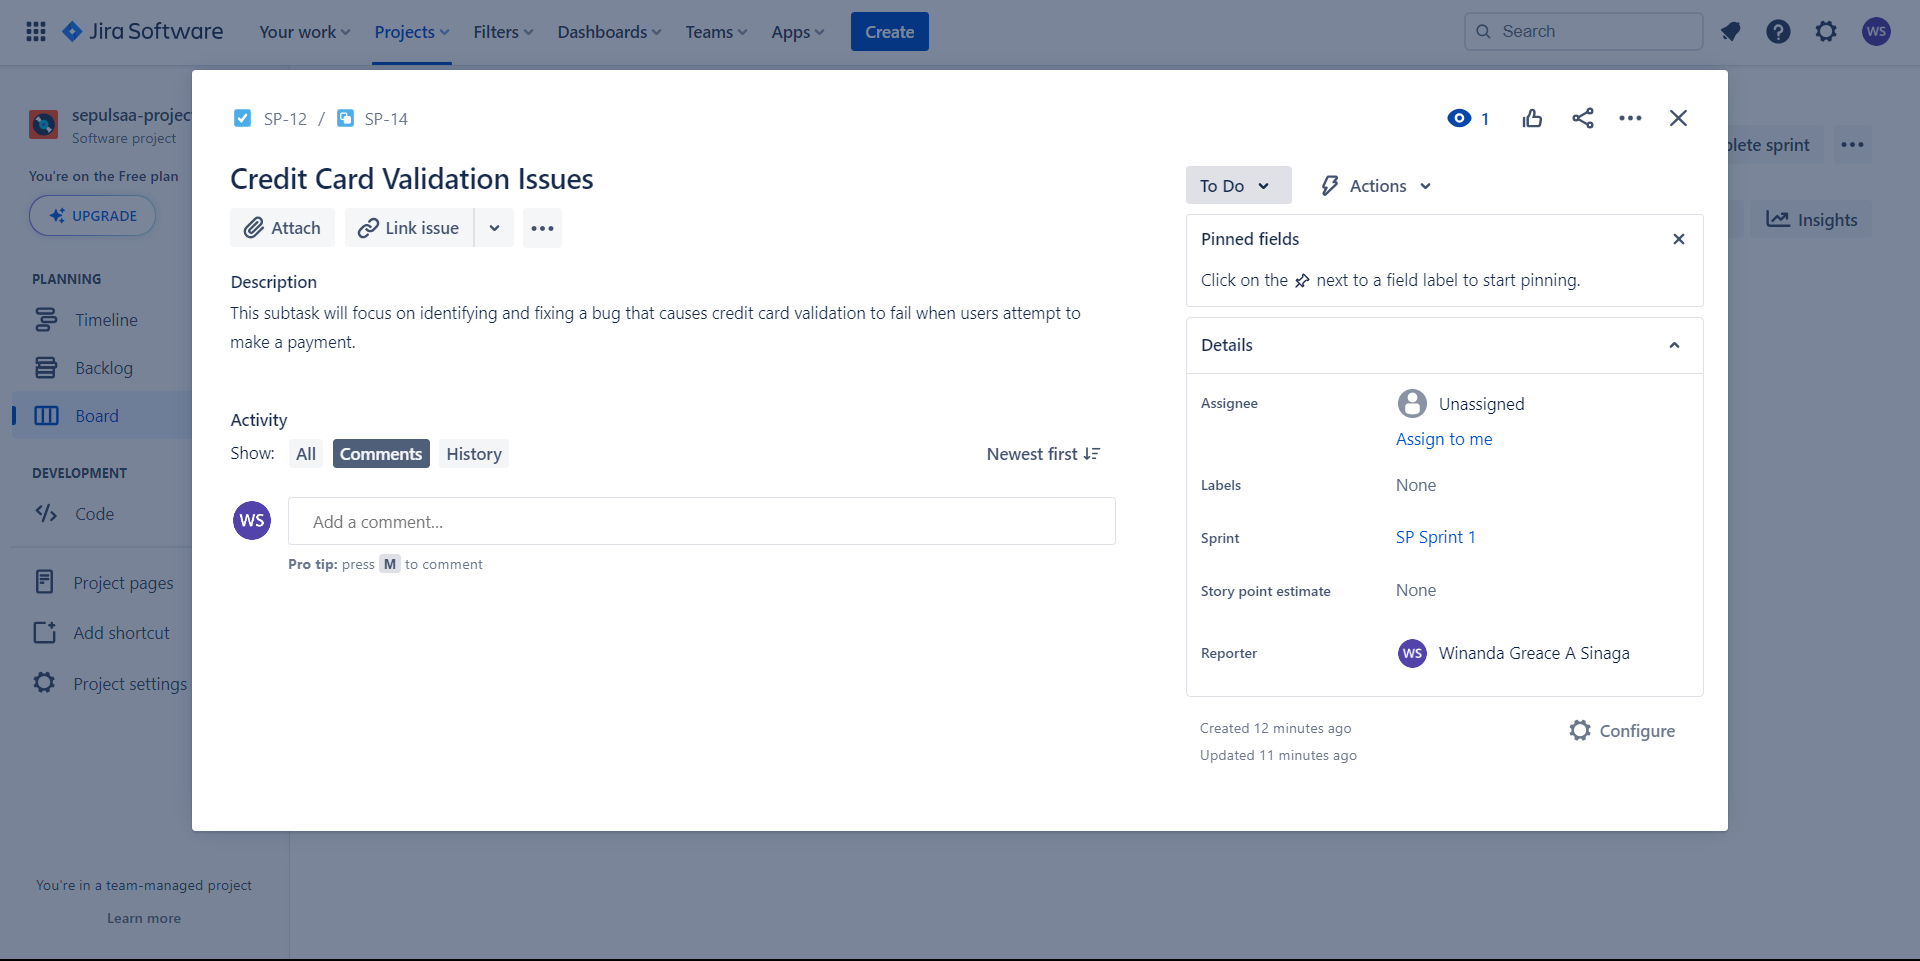 Jira Software
Your work
Projects
Filters
Dashboards
Teams
Apps
Create
Search
WS
sepulsaa-projec
Software project
You're on the Free plan
UPGRADE
PLANNING
Timeline
Backlog
Board
DEVELOPMENT
Code
Project pages
Add shortcut
Project settings
You're in a team-managed project
Learn more
SP-12 / SP-14
1
Credit Card Validation Issues
Attach
Link issue
Description
This subtask will focus on identifying and fixing a bug that causes credit card validation to fail when users attempt to
make a payment.
Activity
Show: All Comments History
Newest first
WS
Add a comment...
Pro tip: press M to comment
To Do
Actions
Pinned fields
Click on the next to a field label to start pinning.
Details
Assignee
Unassigned
Assign to me
Labels
None
Sprint
SP Sprint 1
Story point estimate
None
Reporter
WS Winanda Greace A Sinaga
Created 12 minutes ago
Updated 11 minutes ago
Configure
plete sprint
Insights